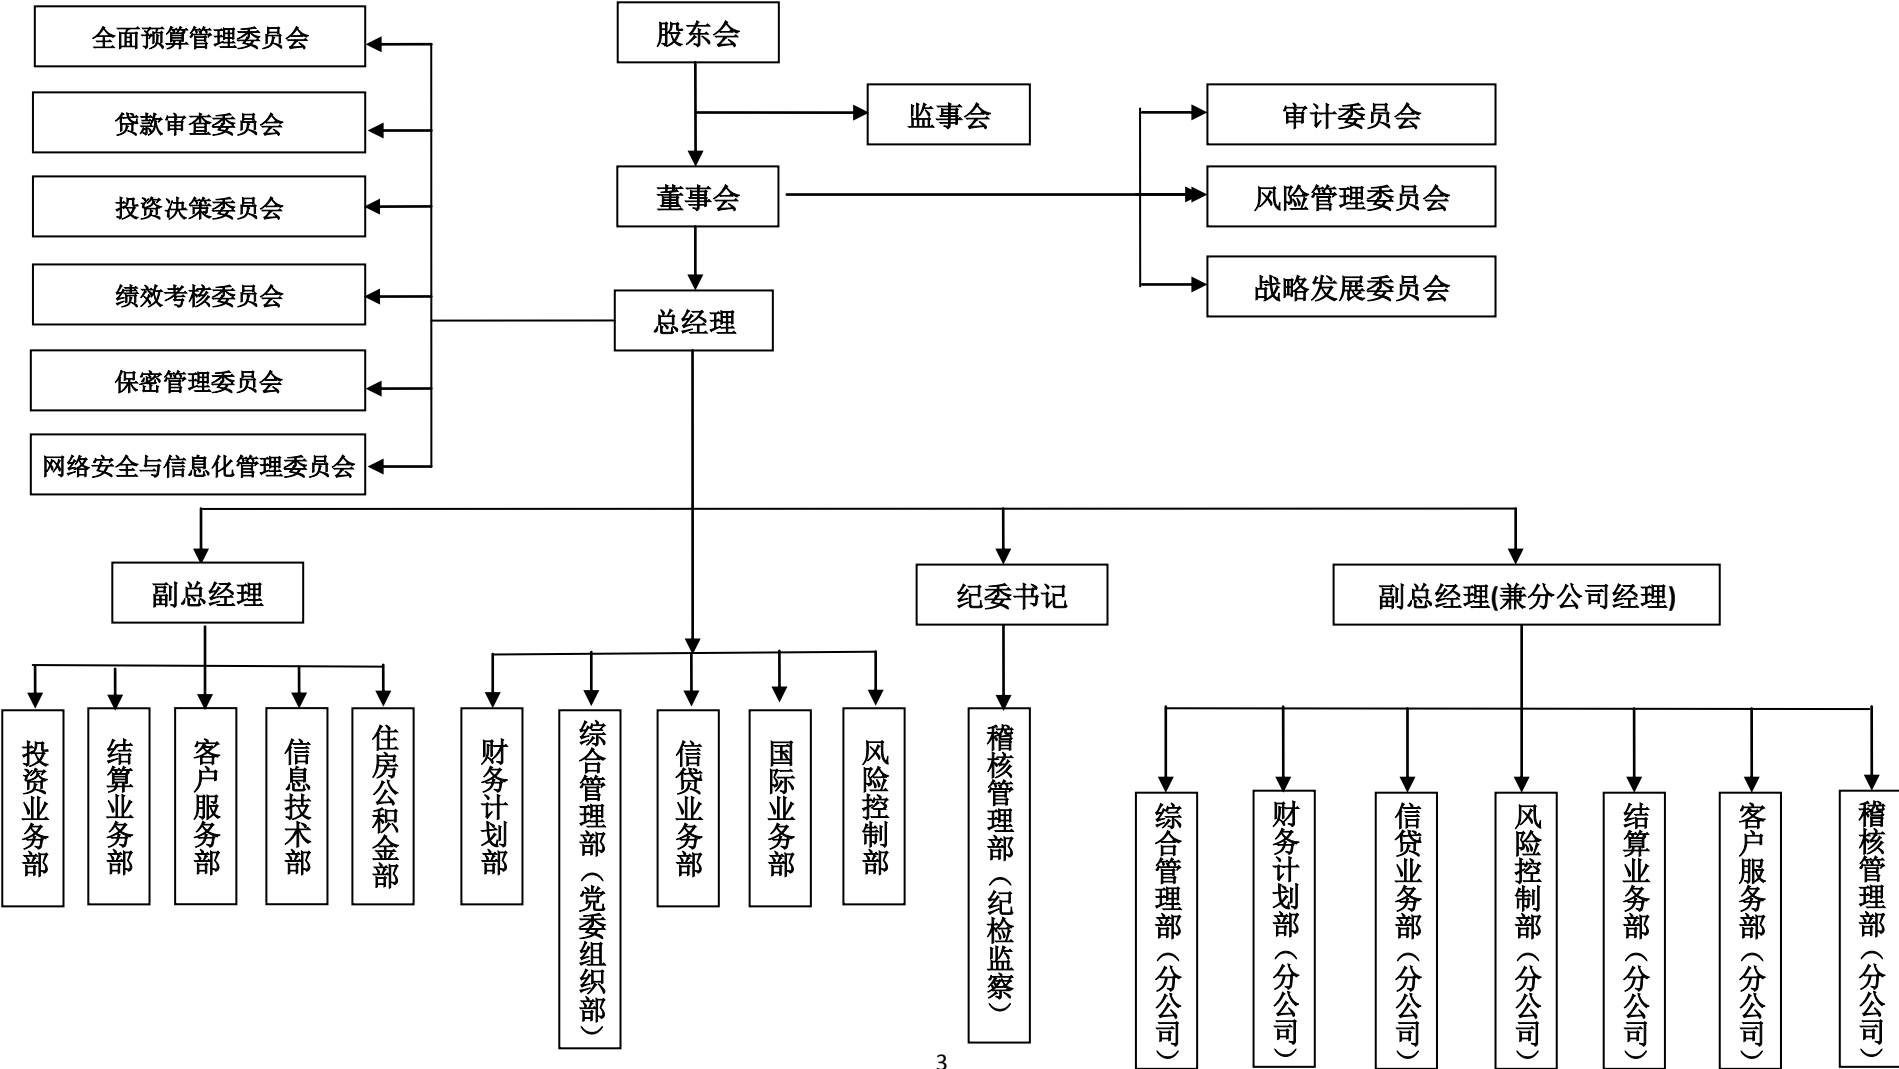 全面预算管理委员会
股东会
贷款审查委员会
监事会
审计委员会
投资决策委员会
董事会
风险管理委员会
绩效考核委员会
总经理
战略发展委员会
保密管理委员会
网络安全与信息化管理委员会
副总经理
纪委书记
副总经理(兼分公司经理)
投资业务部
结算业务部
客户服务部
信息技术部
住房公积金部
财务计划部
综合管理部（党委组织部）
信贷业务部
国际业务部
风险控制部
稽核管理部（纪检监察）
综合管理部（分公司）
财务计划部（分公司）
信贷业务部（分公司）
风险控制部（分公司）
结算业务部（分公司）
客户服务部（分公司）
稽核管理部（分公司）
3